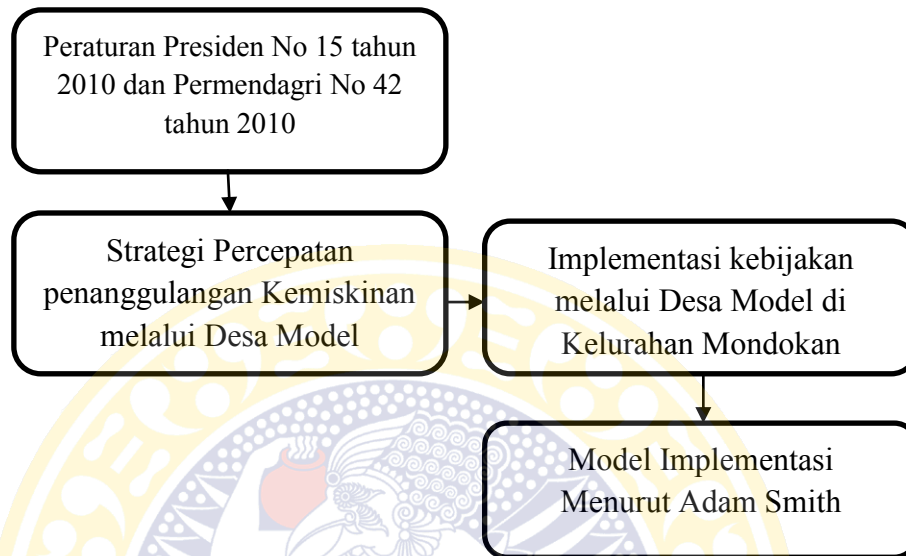 Peraturan Presiden No 15 tahun
2010 dan Permendagri No 42
tahun 2010
Strategi Percepatan
penanggulangan Kemiskinan
melalui Desa Model
Implementasi kebijakan
melalui Desa Model di
Kelurahan Mondokan
Model Implementasi
Menurut Adam Smith